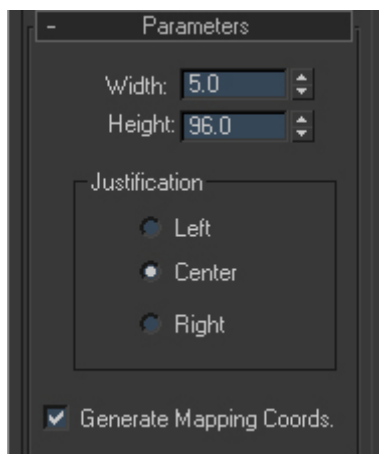 - Parameters
Width: 5.0
Height: 96.0
Justification
Left
Center
Right
Generate Mapping Coords.